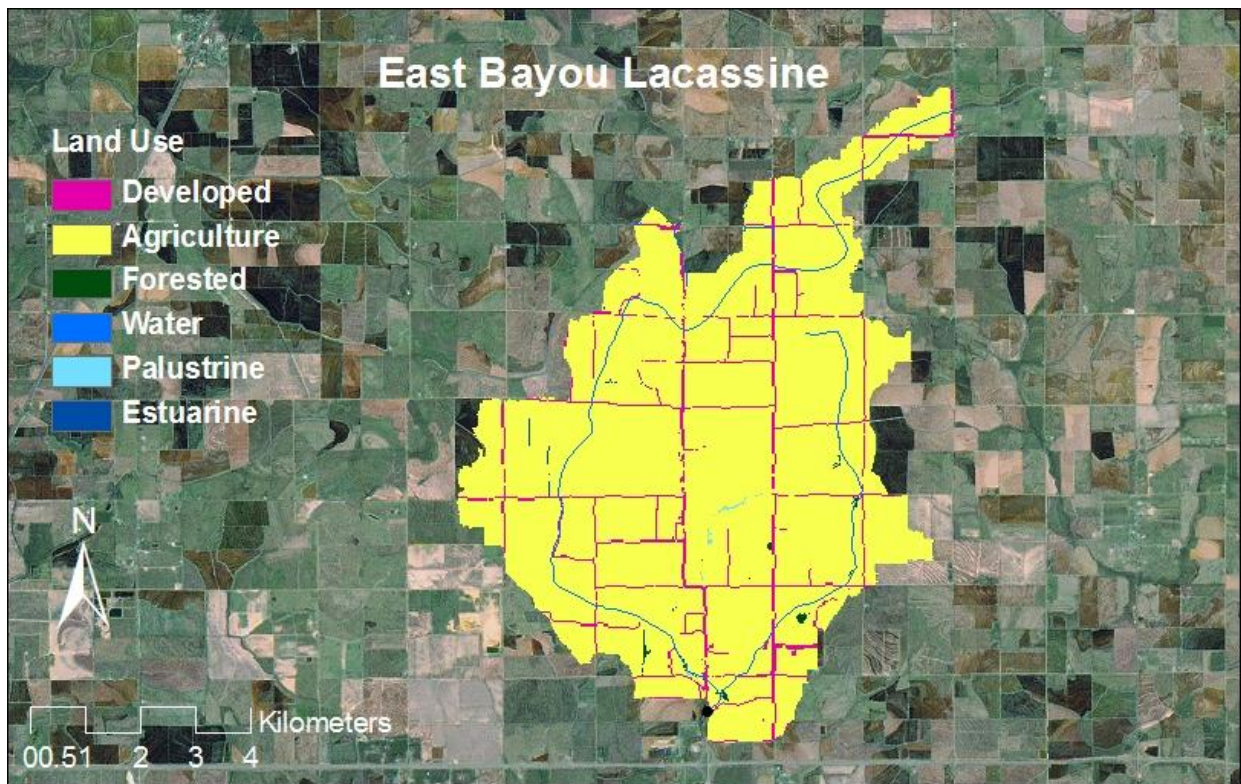 East Bayou Lacassine
Land Use
Developed
Agriculture
Forested
Water
Palustrine
Estuarine
N
Kilometers
00.51 2 3 4